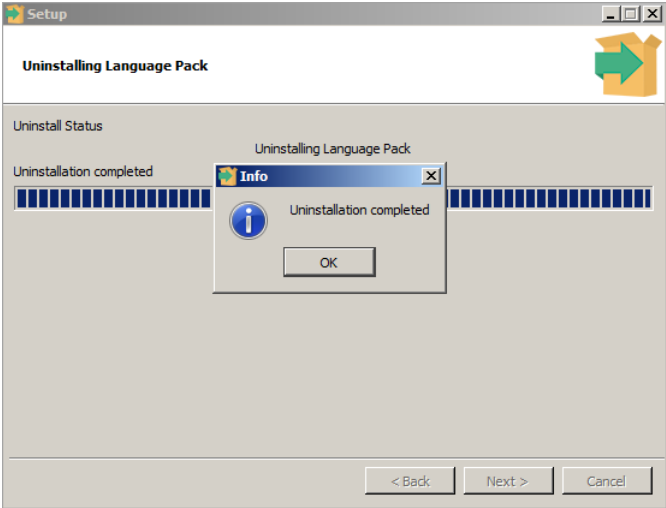 Setup
Uninstalling Language Pack
Uninstall Status
Uninstalling Language Pack
Uninstallation completed
Info
Uninstallation completed
OK
< Back
Next >
Cancel